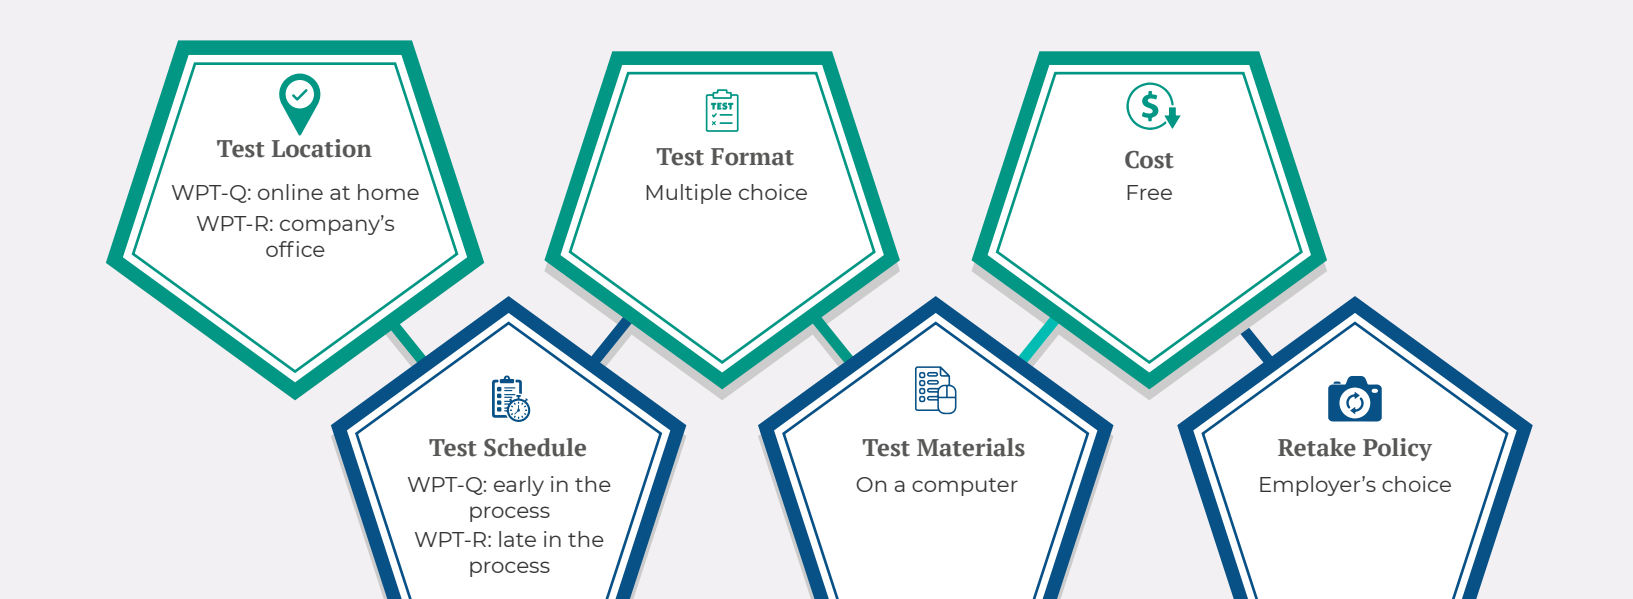 TEST
Test Location
WPT-Q: online at home
WPT-R: company’s
office
Test Format
Multiple choice
$
Cost
Free
Test Schedule
WPT-Q: early in the
process
WPT-R: late in the
process
Test Materials
On a computer
Retake Policy
Employer’s choice